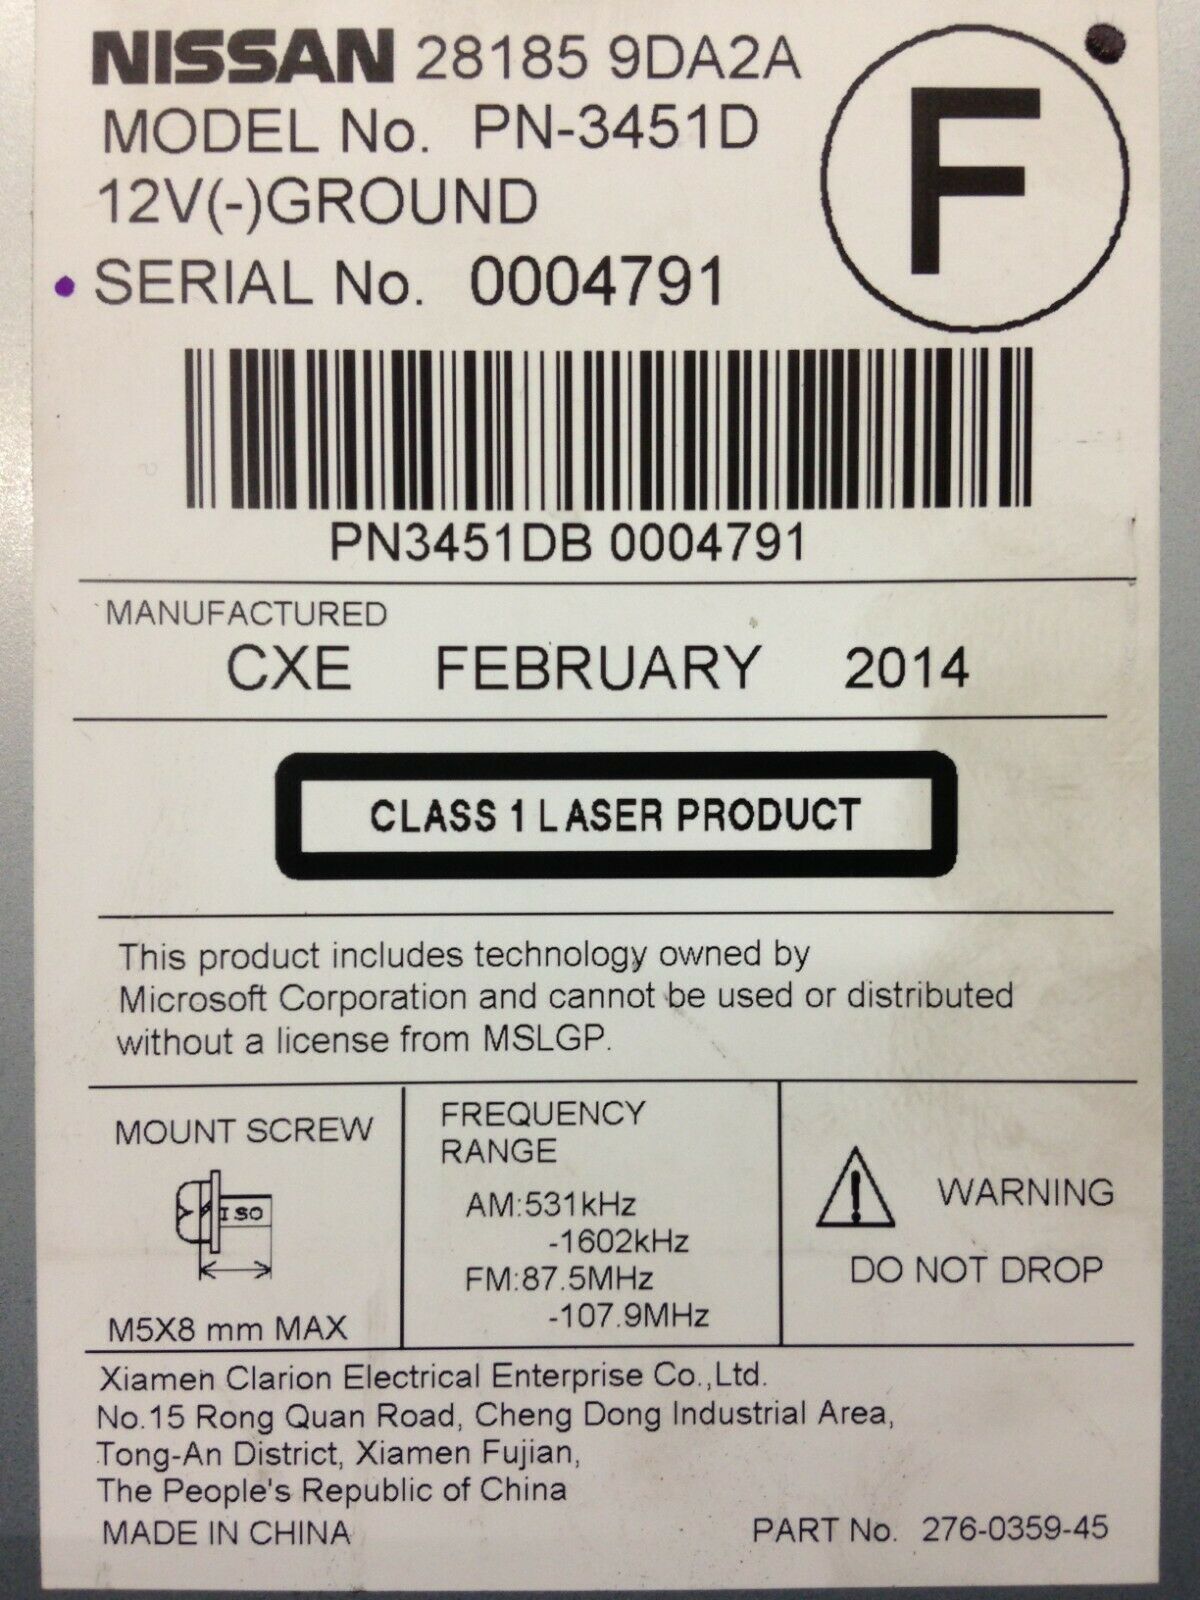 NISSAN 28185 9DA2A
F
MODEL No. PN-3451D
12V(-)GROUND
SERIAL No. 0004791
PN3451DB 0004791
MANUFACTURED
CXE FEBRUARY 2014
CLASS 1 LASER PRODUCT
This product includes technology owned by
Microsoft Corporation and cannot be used or distributed
without a license from MSLGP.
MOUNT SCREW
ISO
M5X8 mm MAX
FREQUENCY
RANGE
AM:531kHz
-1602kHz
FM:87.5MHz
-107.9MHz
WARNING
DO NOT DROP
Xiamen Clarion Electrical Enterprise Co.,Ltd.
No.15 Rong Quan Road, Cheng Dong Industrial Area,
Tong-An District, Xiamen Fujian,
The People's Republic of China
MADE IN CHINA PART No. 276-0359-45